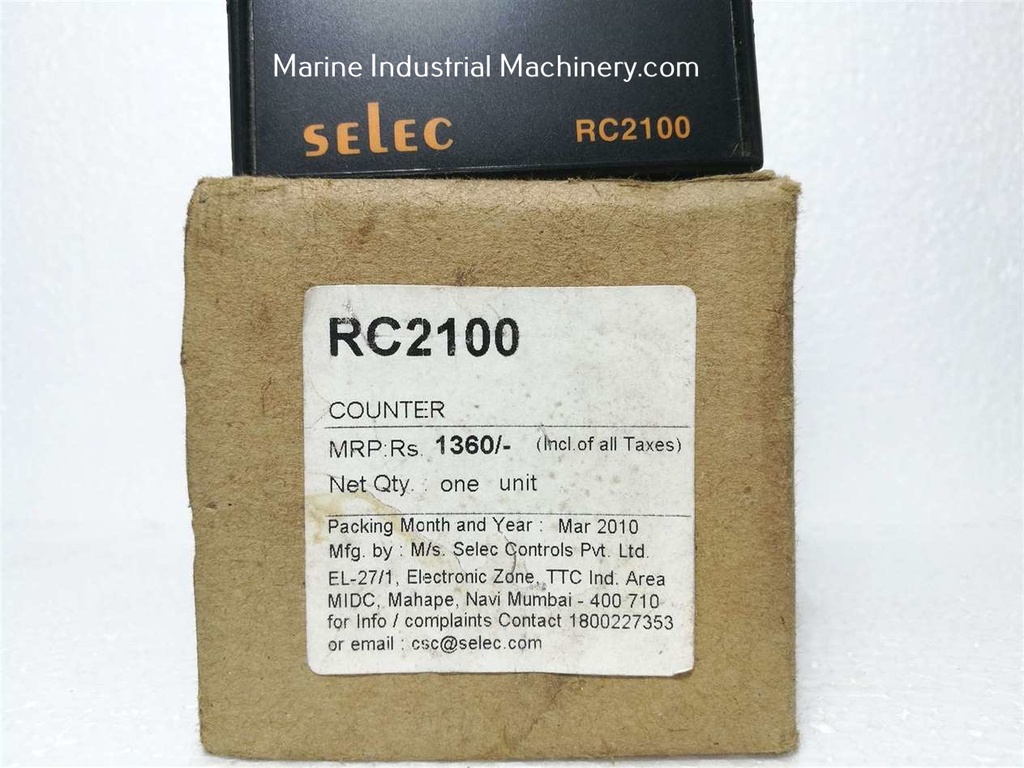 Marine Industrial Machinery.com
selec RC2100
RC2100
COUNTER
MRP:Rs. 1360/- (Incl.of all Taxes)
Net Qty. : one unit
Packing Month and Year : Mar 2010
Mfg. by : M/s. Selec Controls Pvt. Ltd.
EL-27/1, Electronic Zone, TTC Ind. Area
MIDC, Mahape, Navi Mumbai - 400 710
for Info / complaints Contact 1800227353
or email : csc@selec.com